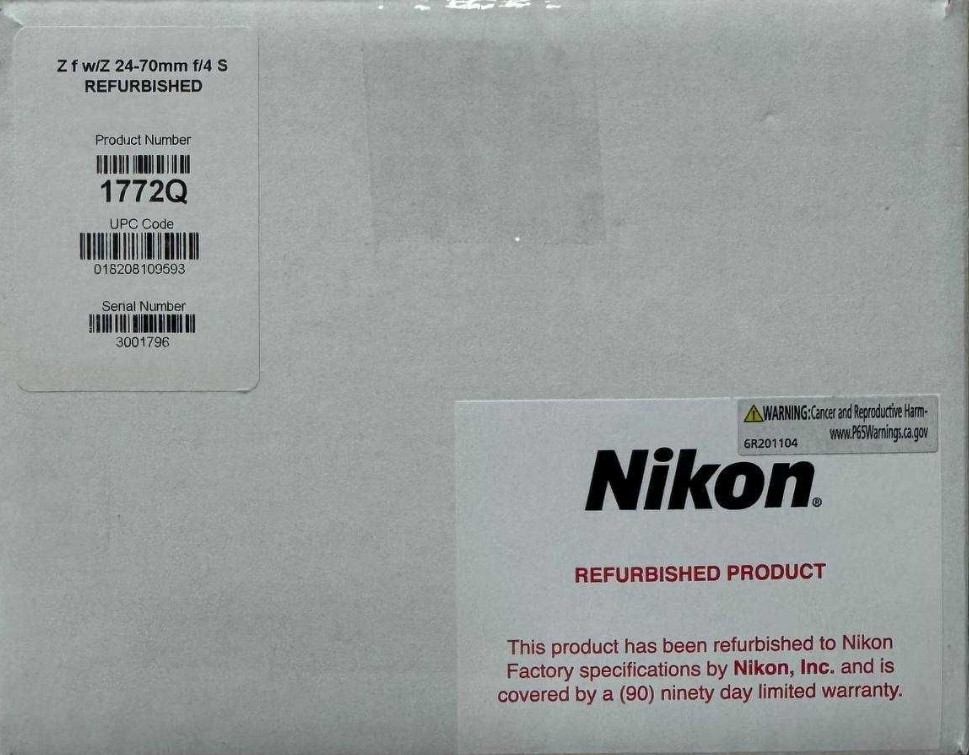 Z f w/Z 24-70mm f/4 S
REFURBISHED
Product Number
1772Q
UPC Code
018208109593
Serial Number
3001796
⚠WARNING:Cancer and Reproductive Harm-
www.P65Warnings.ca.gov
6R201104
Nikon®
REFURBISHED PRODUCT
This product has been refurbished to Nikon
Factory specifications by Nikon, Inc. and is
covered by a (90) ninety day limited warranty.